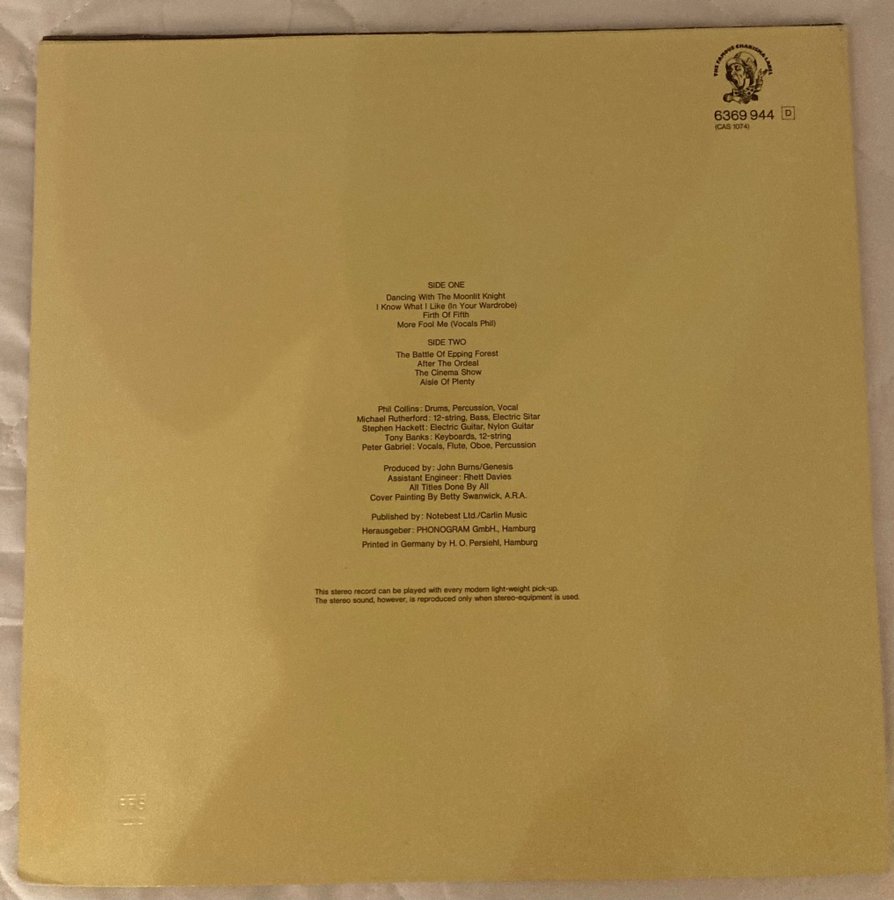 THE FAMOUS CHARISMA LABEL
6369 944 D
(CAS 1074)
SIDE ONE
Dancing With The Moonlit Knight
I Know What I Like (In Your Wardrobe)
Firth Of Fifth
More Fool Me (Vocals Phil)
SIDE TWO
The Battle Of Epping Forest
After The Ordeal
The Cinema Show
Aisle Of Plenty
Phil Collins: Drums, Percussion, Vocal
Michael Rutherford: 12-string, Bass, Electric Sitar
Stephen Hackett: Electric Guitar, Nylon Guitar
Tony Banks: Keyboards, 12-string
Peter Gabriel: Vocals, Flute, Oboe, Percussion
Produced by: John Burns/Genesis
Assistant Engineer: Rhett Davies
All Titles Done By All
Cover Painting By Betty Swanwick, A.R.A.
Published by: Notebest Ltd./Carlin Music
Herausgeber: PHONOGRAM GmbH., Hamburg
Printed in Germany by H. O. Persiehl, Hamburg
This stereo record can be played with every modern light-weight pick-up.
The stereo sound, however, is reproduced only when stereo-equipment is used.